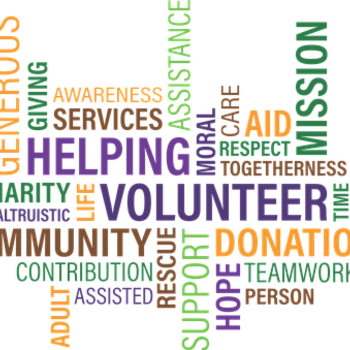 GENEROUS
GIVING
AWARENESS
SERVICES
ASSISTANCE
MORAL
CARE
AID
MISSION
RESPECT
HELPING
TOGETHERNESS
HARITY
ALTRUISTIC
LIFE
VOLUNTEER
TIME
MMUNITY
RESCUE
SUPPORT
DONATIO
CONTRIBUTION
HOPE
TEAMWORK
ADULT
ASSISTED
PERSON